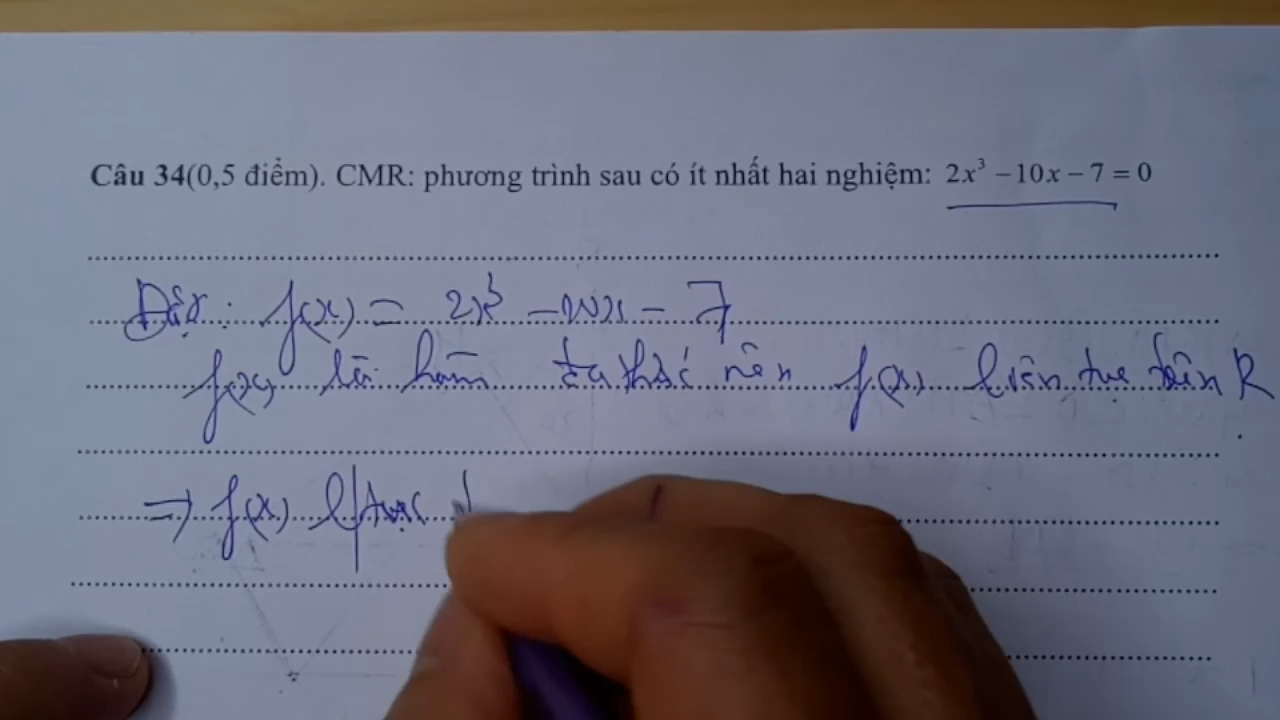 Câu 34(0,5 điểm). CMR: phương trình sau có ít nhất hai nghiệm: 2x³ − 10x − 7 = 0
Đặt: f(x) = 2x³ − 10x − 7
f(x) là hàm đa thức nên f(x) liên tục trên R.
⇒ f(x) l/tục